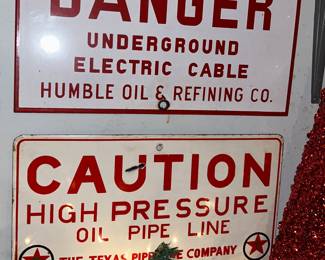 DANGER
UNDERGROUND
ELECTRIC CABLE
HUMBLE OIL & REFINING CO.
CAUTION
HIGH PRESSURE
OIL PIPE LINE
THE TEXAS PIPE LINE COMPANY